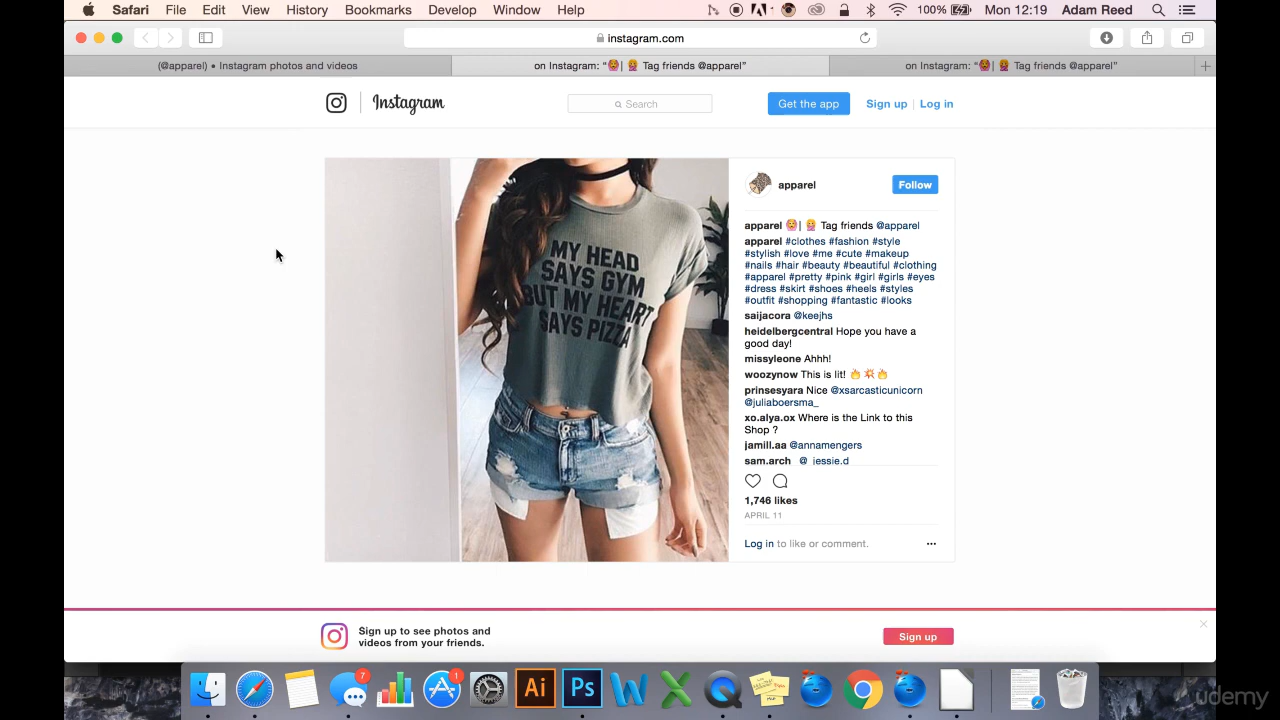 Safari File Edit View History Bookmarks Develop Window Help 100% Mon 12:19 Adam Reed
instagram.com
(@apparel) • Instagram photos and videos
on Instagram: “👩| 👱 Tag friends @apparel”
on Instagram: “👩| 👱 Tag friends @apparel”
Instagram
Search
Get the app
Sign up | Log in
MY HEAD
SAYS GYM
BUT MY HEART
SAYS PIZZA
apparel
Follow
apparel 👩| 👱 Tag friends @apparel
apparel #clothes #fashion #style
#stylish #love #me #cute #makeup
#nails #hair #beauty #beautiful #clothing
#apparel #pretty #pink #girl #girls #eyes
#dress #skirt #shoes #heels #styles
#outfit #shopping #fantastic #looks
saijacora @keejhs
heidelbergcentral Hope you have a
good day!
missyleone Ahhh!
woozynow This is lit! 🔥 💥 🔥
prinsesyara Nice @xsarcasticunicorn
@juliaboersma_
xo.alya.ox Where is the Link to this
Shop ?
jamill.aa @annamengers
sam.arch @_jessie.d
1,746 likes
APRIL 11
Log in to like or comment.
Sign up to see photos and
videos from your friends.
Sign up
7
1
Ai
Ps
udemy